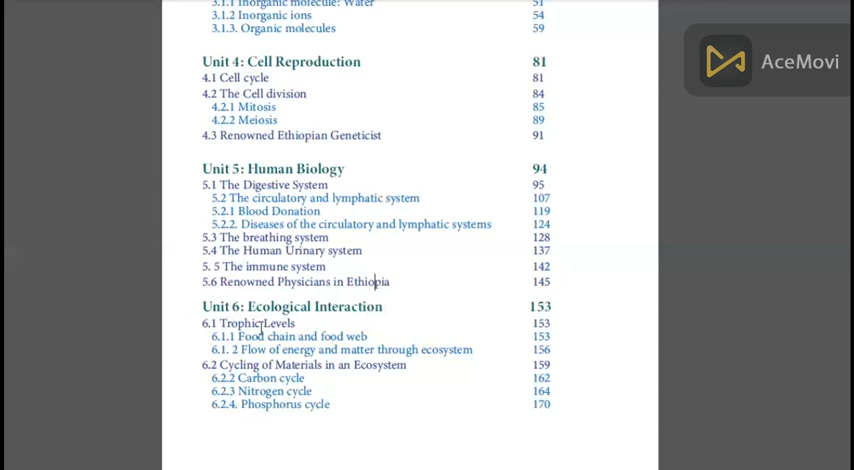 3.1.1 Inorganic molecule: Water 51
3.1.2 Inorganic ions 54
3.1.3. Organic molecules 59
Unit 4: Cell Reproduction 81
4.1 Cell cycle 81
4.2 The Cell division 84
4.2.1 Mitosis 85
4.2.2 Meiosis 89
4.3 Renowned Ethiopian Geneticist 91
Unit 5: Human Biology 94
5.1 The Digestive System 95
5.2 The circulatory and lymphatic system 107
5.2.1 Blood Donation 119
5.2.2. Diseases of the circulatory and lymphatic systems 124
5.3 The breathing system 128
5.4 The Human Urinary system 137
5. 5 The immune system 142
5.6 Renowned Physicians in Ethiopia 145
Unit 6: Ecological Interaction 153
6.1 Trophic Levels 153
6.1.1 Food chain and food web 153
6.1. 2 Flow of energy and matter through ecosystem 156
6.2 Cycling of Materials in an Ecosystem 159
6.2.2 Carbon cycle 162
6.2.3 Nitrogen cycle 164
6.2.4. Phosphorus cycle 170
AceMovi